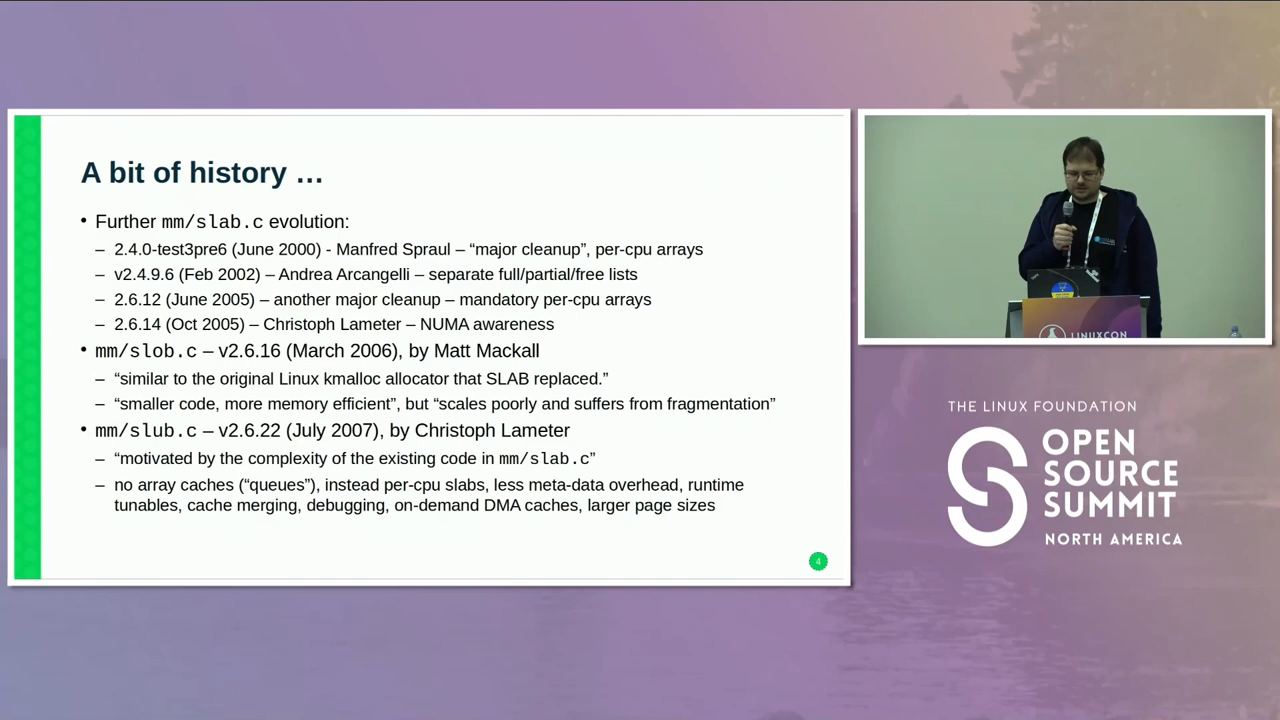 A bit of history …
• Further mm/slab.c evolution:
– 2.4.0-test3pre6 (June 2000) - Manfred Spraul – “major cleanup”, per-cpu arrays
– v2.4.9.6 (Feb 2002) – Andrea Arcangelli – separate full/partial/free lists
– 2.6.12 (June 2005) – another major cleanup – mandatory per-cpu arrays
– 2.6.14 (Oct 2005) – Christoph Lameter – NUMA awareness
• mm/slob.c – v2.6.16 (March 2006), by Matt Mackall
– “similar to the original Linux kmalloc allocator that SLAB replaced.”
– “smaller code, more memory efficient”, but “scales poorly and suffers from fragmentation”
• mm/slub.c – v2.6.22 (July 2007), by Christoph Lameter
– “motivated by the complexity of the existing code in mm/slab.c”
– no array caches (“queues”), instead per-cpu slabs, less meta-data overhead, runtime
tunables, cache merging, debugging, on-demand DMA caches, larger page sizes
4
LINUXCON
THE LINUX FOUNDATION
OPEN
SOURCE
SUMMIT
NORTH AMERICA